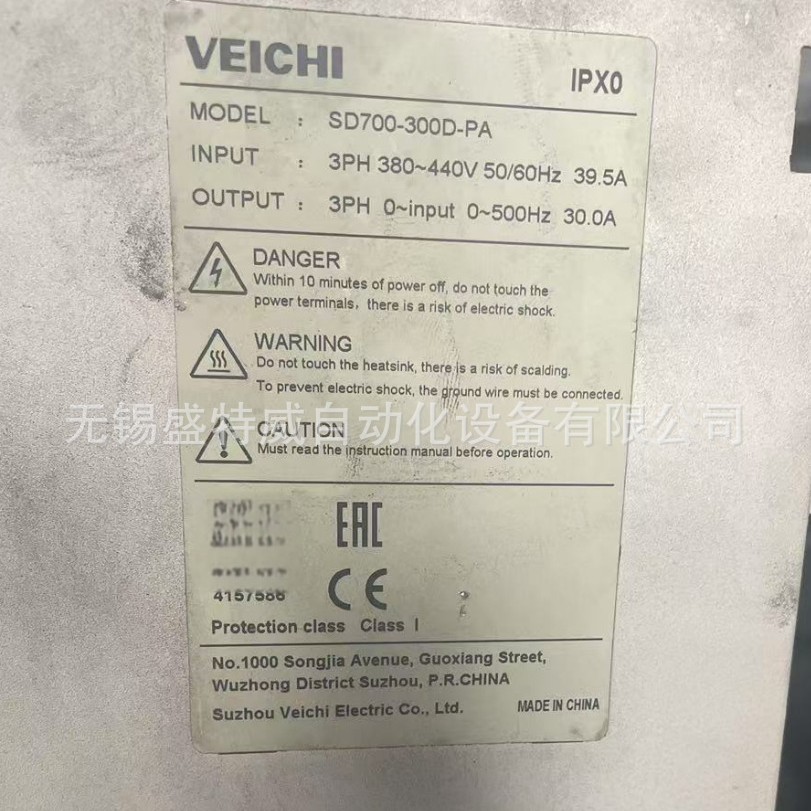 VEICHI
IPX0
MODEL : SD700-300D-PA
INPUT : 3PH 380~440V 50/60Hz 39.5A
OUTPUT : 3PH 0~input 0~500Hz 30.0A
DANGER
Within 10 minutes of power off, do not touch the
power terminals, there is a risk of electric shock.
WARNING
Do not touch the heatsink, there is a risk of scalding.
To prevent electric shock, the ground wire must be connected.
无锡盛特威自动化设备有限公司
CAUTION
Must read the instruction manual before operation.
EAC
CE
4157586
Protection class Class I
No.1000 Songjia Avenue, Guoxiang Street,
Wuzhong District Suzhou, P.R.CHINA
Suzhou Veichi Electric Co., Ltd.
MADE IN CHINA